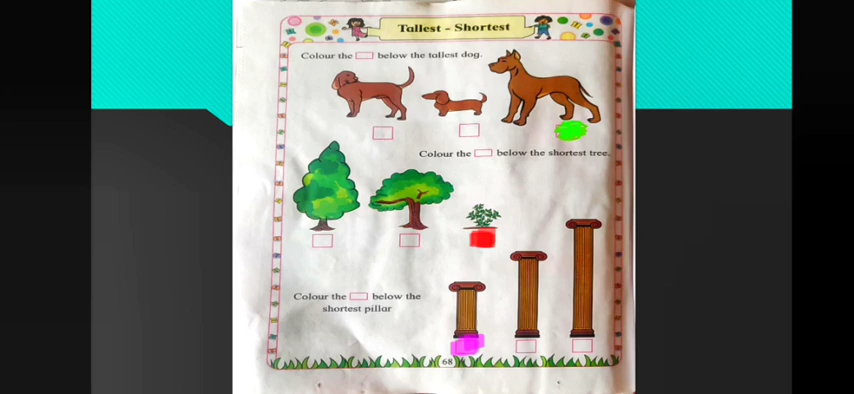 Tallest - Shortest
Colour the below the tallest dog.
Colour the below the shortest tree.
Colour the below the
shortest pillar
68